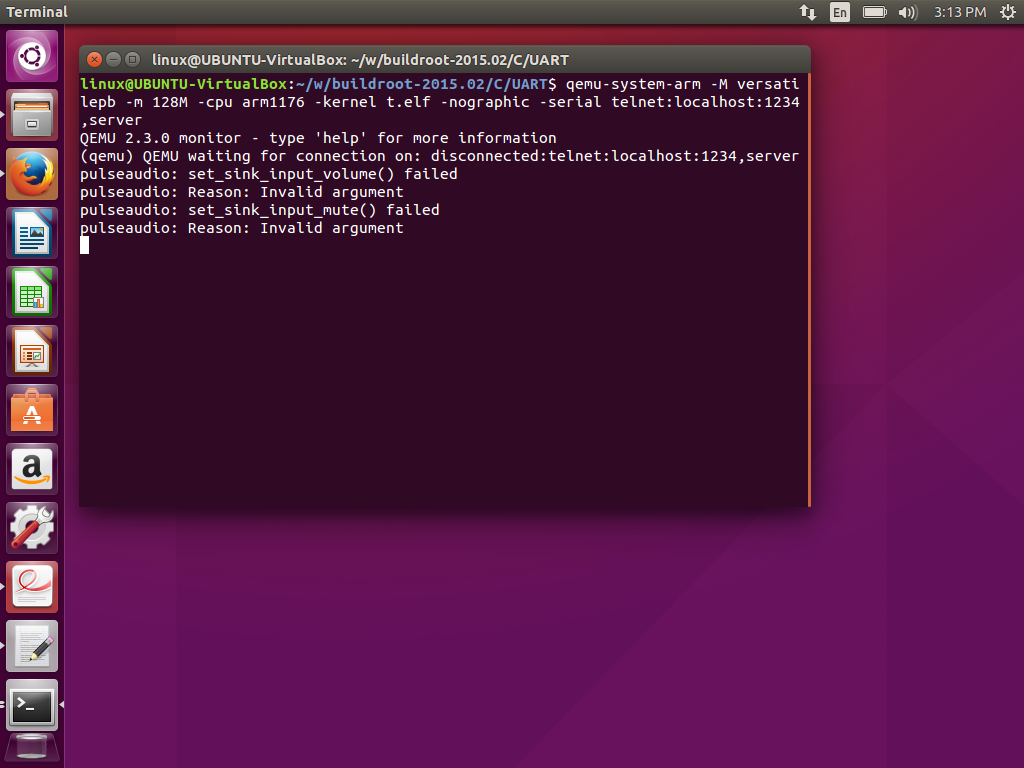 Terminal
En
3:13 PM
linux@UBUNTU-VirtualBox: ~/w/buildroot-2015.02/C/UART
linux@UBUNTU-VirtualBox:~/w/buildroot-2015.02/C/UART$ qemu-system-arm -M versati
lepb -m 128M -cpu arm1176 -kernel t.elf -nographic -serial telnet:localhost:1234
,server
QEMU 2.3.0 monitor - type 'help' for more information
(qemu) QEMU waiting for connection on: disconnected:telnet:localhost:1234,server
pulseaudio: set_sink_input_volume() failed
pulseaudio: Reason: Invalid argument
pulseaudio: set_sink_input_mute() failed
pulseaudio: Reason: Invalid argument